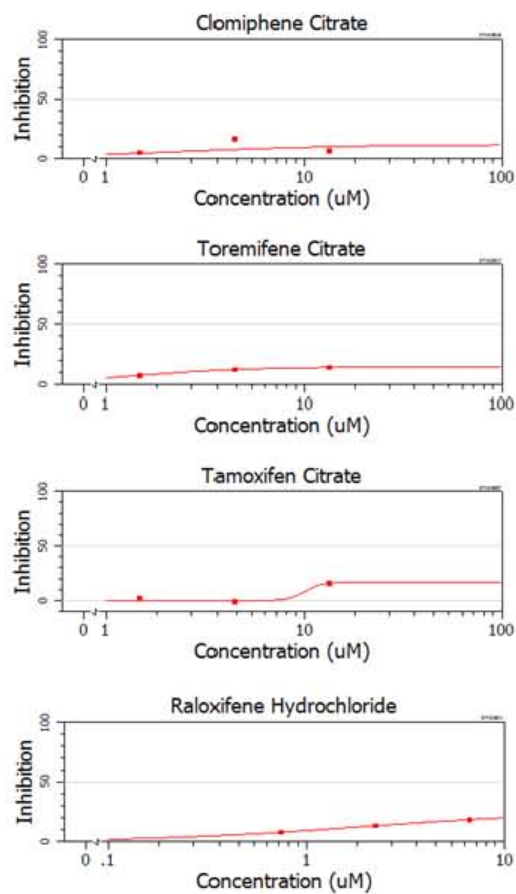 Clomiphene Citrate
100
50
0
Inhibition
0 1 10 100
Concentration (uM)
Toremifene Citrate
100
50
0
Inhibition
0 1 10 100
Concentration (uM)
Tamoxifen Citrate
100
50
0
Inhibition
0 1 10 100
Concentration (uM)
Raloxifene Hydrochloride
100
50
0
Inhibition
0 .1 1 10
Concentration (uM)